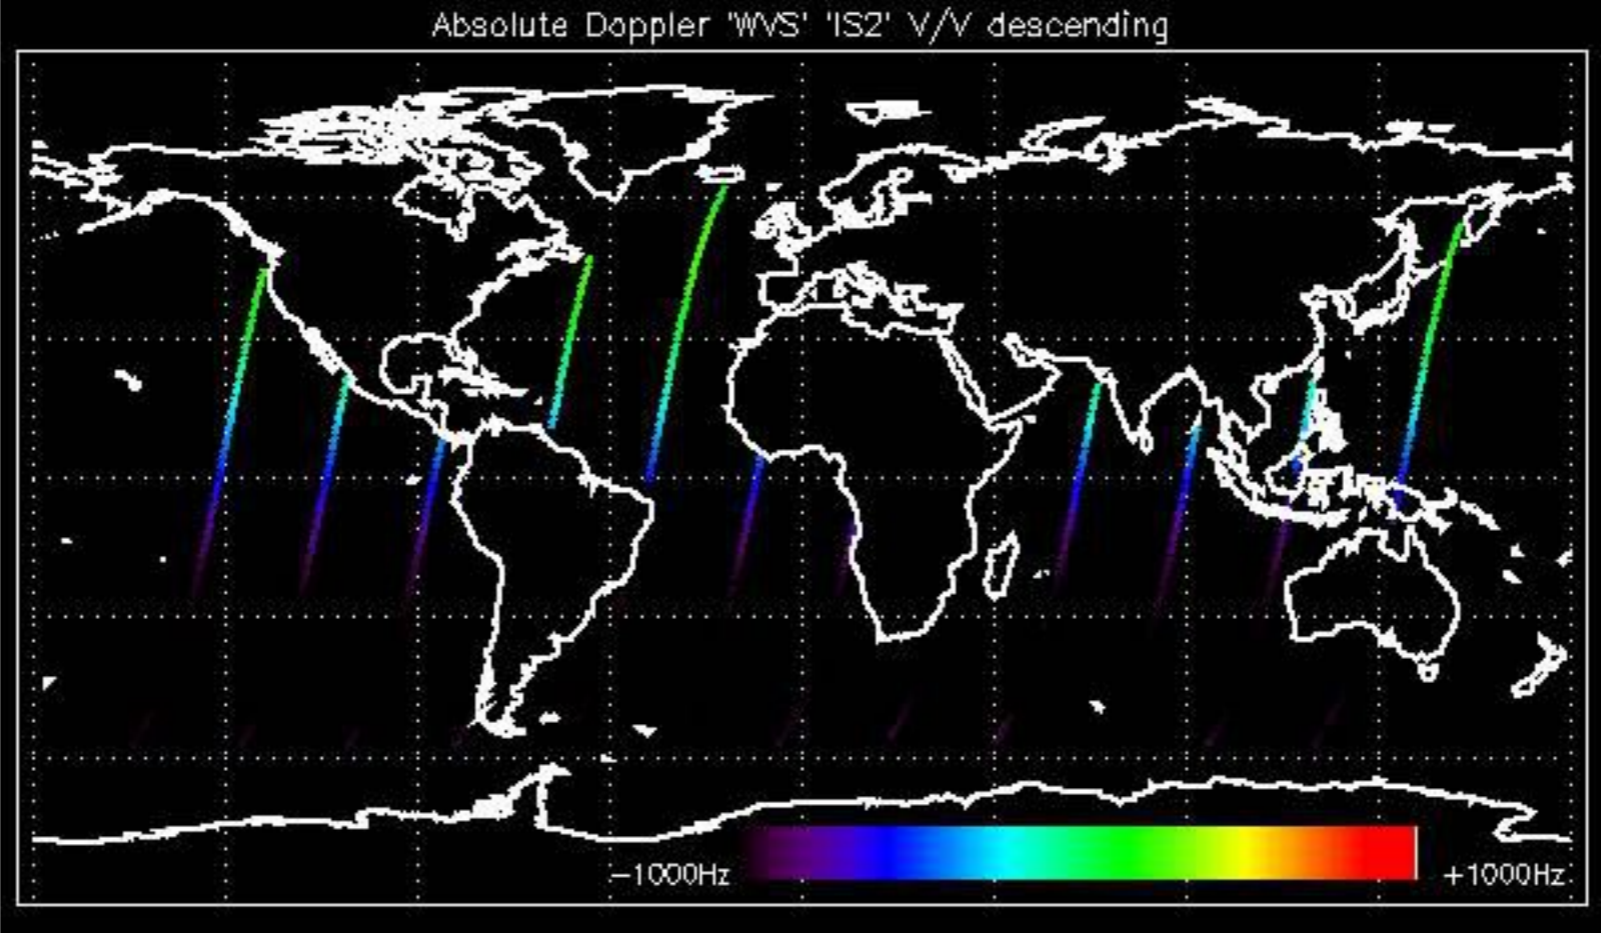 Absolute Doppler 'WVS' 'IS2' V/V descending
−1000Hz
+1000Hz